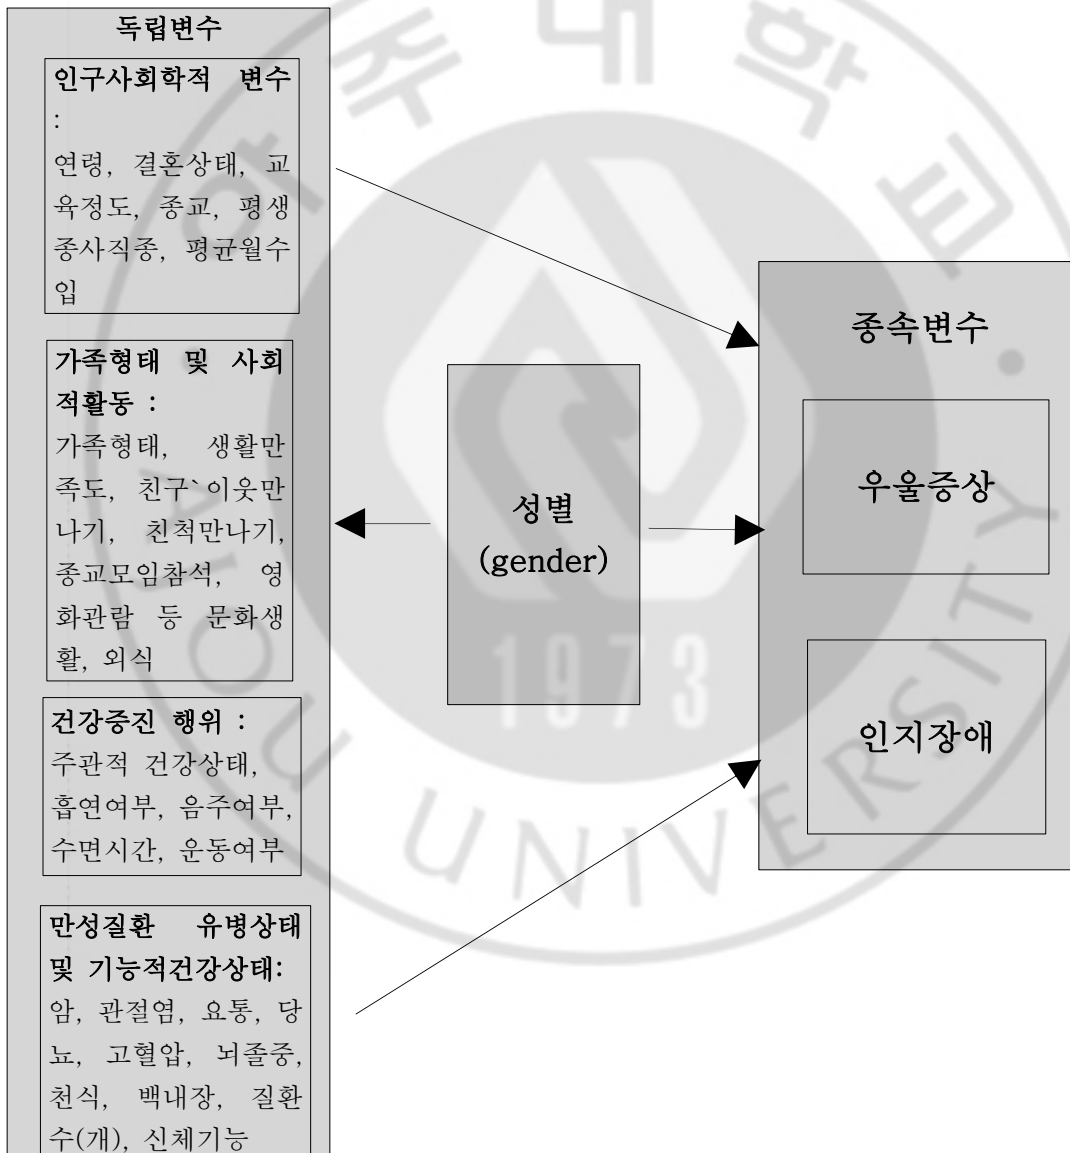 독립변수
인구사회학적 변수
:
연령, 결혼상태, 교
육정도, 종교, 평생
종사직종, 평균월수
입
가족형태 및 사회
적활동 :
가족형태, 생활만
족도, 친구`이웃만
나기, 친척만나기,
종교모임참석, 영
화관람 등 문화생
활, 외식
건강증진 행위 :
주관적 건강상태,
흡연여부, 음주여부,
수면시간, 운동여부
만성질환 유병상태
및 기능적건강상태:
암, 관절염, 요통, 당
뇨, 고혈압, 뇌졸중,
천식, 백내장, 질환
수(개), 신체기능
성별
(gender)
종속변수
우울증상
인지장애
아주대학교
AJOU UNIVERSITY
1973